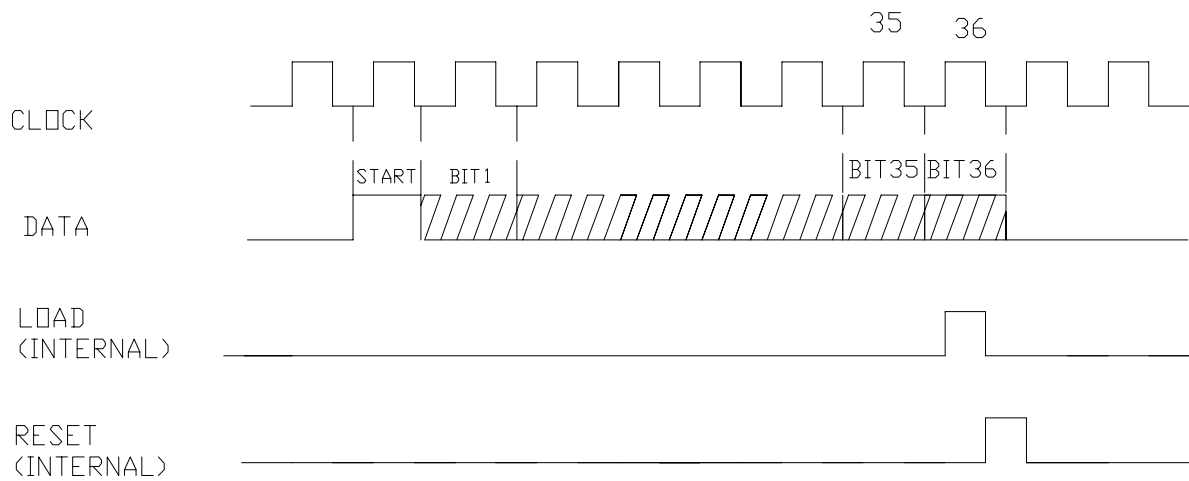 35 36
CLOCK
START BIT1 BIT35 BIT36
DATA
LOAD
(INTERNAL)
RESET
(INTERNAL)